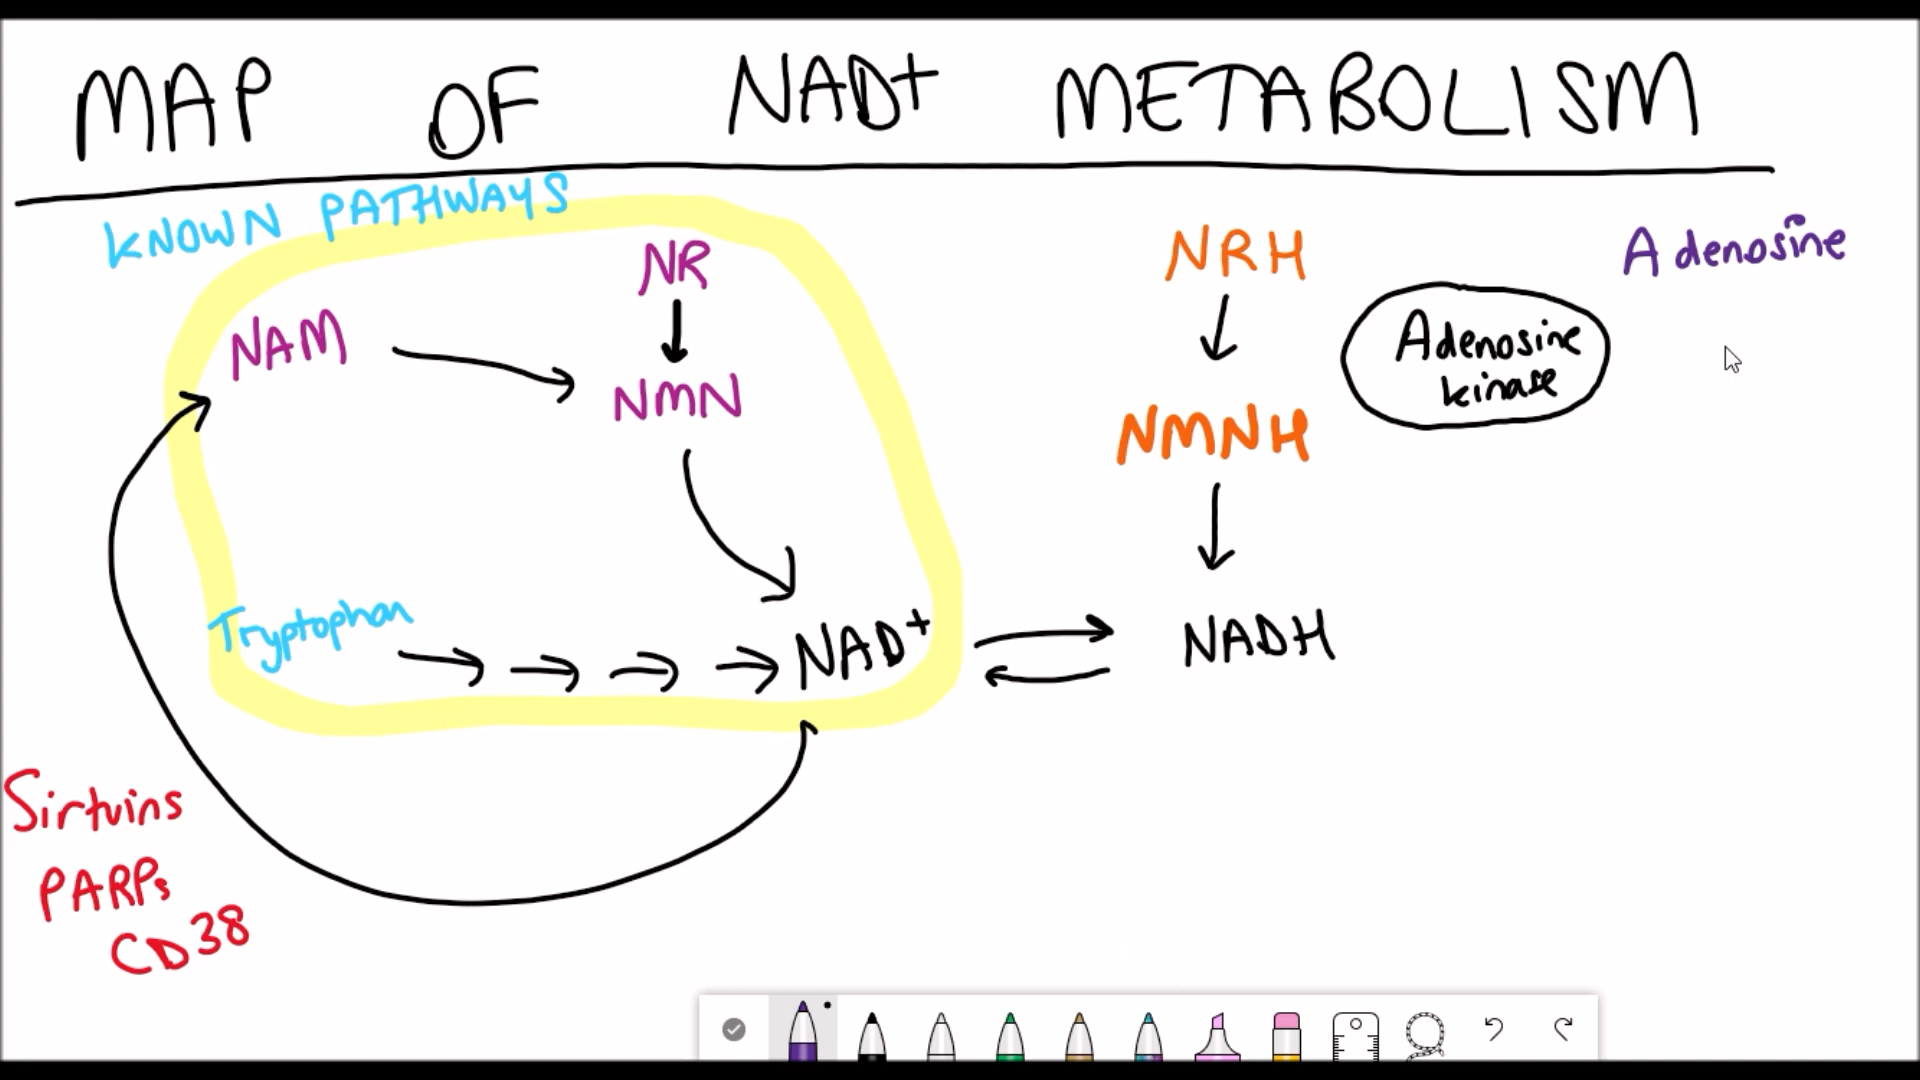 MAP OF NAD+ METABOLISM
KNOWN PATHWAYS
NR
NRH
Adenosine
NAM
Adenosine
kinase
NMN
NMNH
Tryptophan
NAD+
NADH
Sirtuins
PARPs
CD38